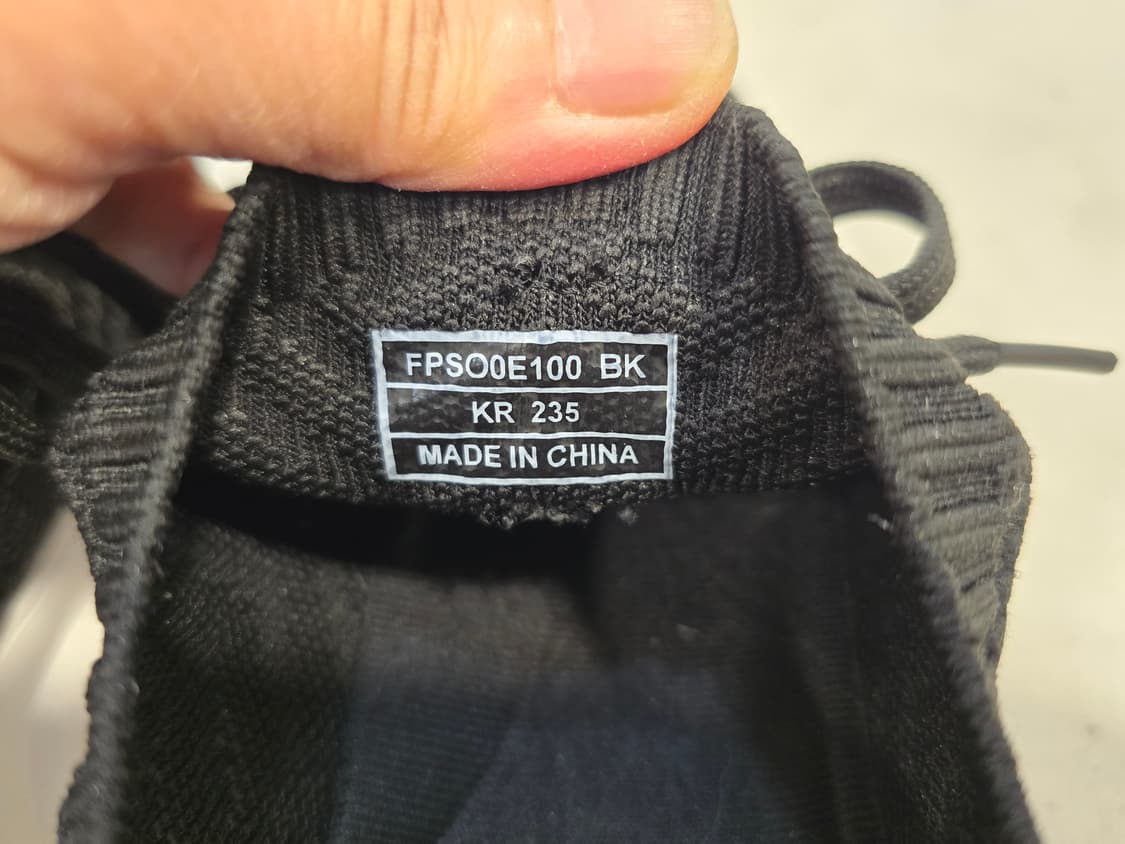 FPSO0E100 BK
KR 235
MADE IN CHINA